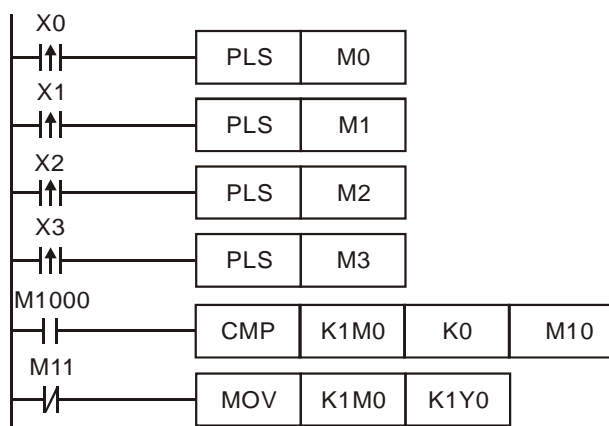 X0
PLS M0
X1
PLS M1
X2
PLS M2
X3
PLS M3
M1000
CMP K1M0 K0 M10
M11
MOV K1M0 K1Y0